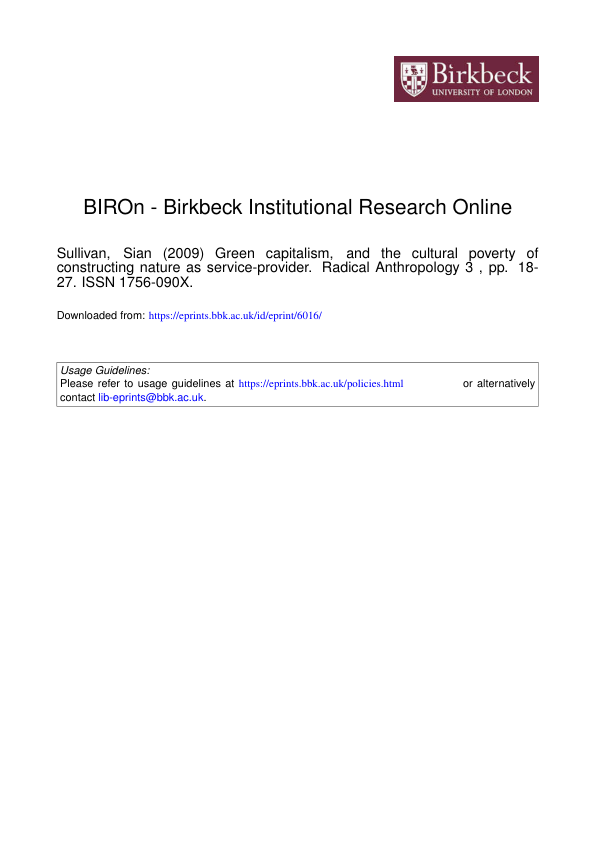 Birkbeck
UNIVERSITY OF LONDON
BIROn - Birkbeck Institutional Research Online
Sullivan, Sian (2009) Green capitalism, and the cultural poverty of
constructing nature as service-provider. Radical Anthropology 3 , pp. 18-
27. ISSN 1756-090X.
Downloaded from: https://eprints.bbk.ac.uk/id/eprint/6016/
Usage Guidelines:
Please refer to usage guidelines at https://eprints.bbk.ac.uk/policies.html or alternatively
contact lib-eprints@bbk.ac.uk.